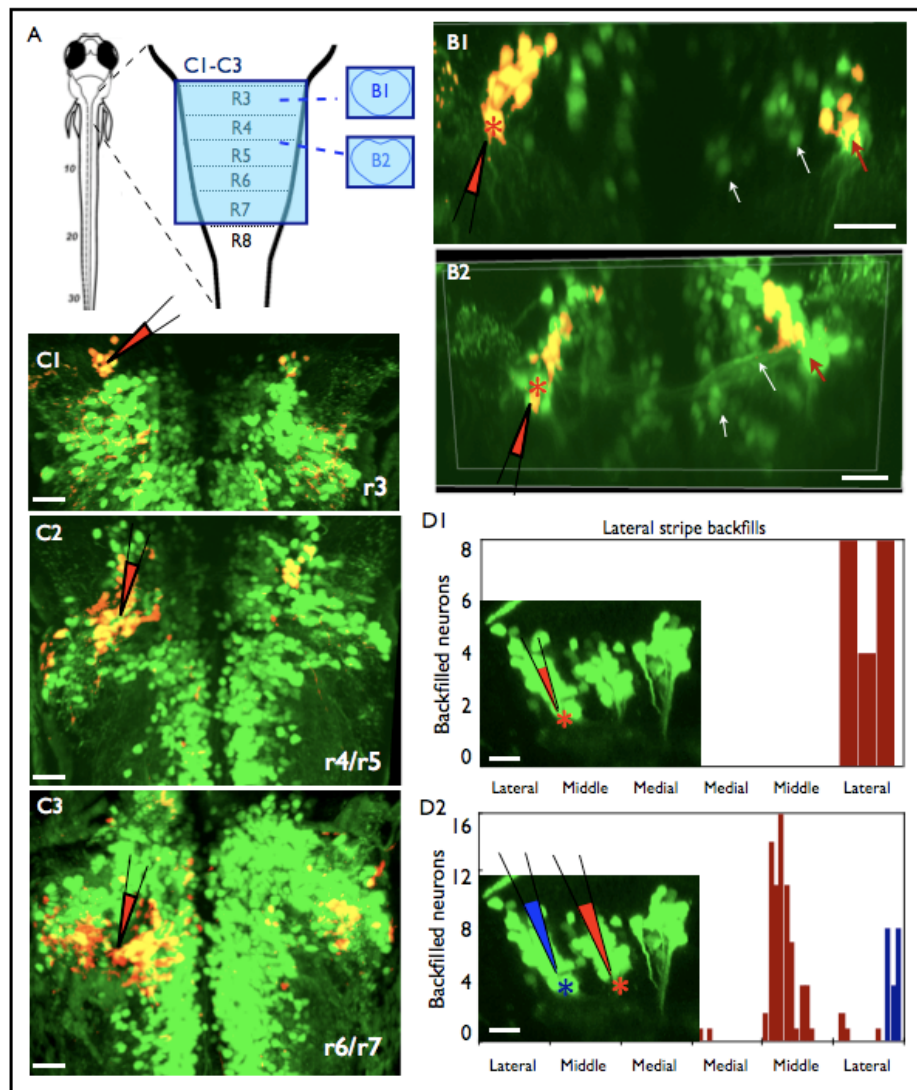 A
10
20
30
C1-C3
R3
R4
R5
R6
R7
R8
B1
B2
B1
B2
C1
r3
C2
r4/r5
C3
r6/r7
D1
Lateral stripe backfills
Backfilled neurons
8
6
4
2
0
*
Lateral Middle Medial Medial Middle Lateral
D2
Backfilled neurons
16
12
8
4
0
* *
Lateral Middle Medial Medial Middle Lateral